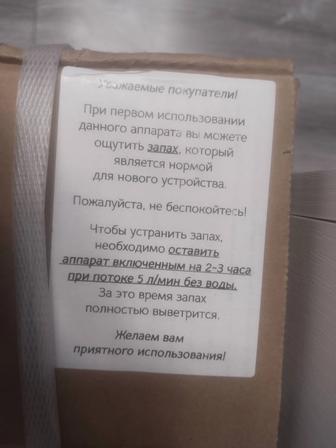 Уважаемые покупатели!
При первом использовании
данного аппарата вы можете
ощутить запах, который
является нормой
для нового устройства.
Пожалуйста, не беспокойтесь!
Чтобы устранить запах,
необходимо оставить
аппарат включенным на 2-3 часа
при потоке 5 л/мин без воды.
За это время запах
полностью выветрится.
Желаем вам
приятного использования!